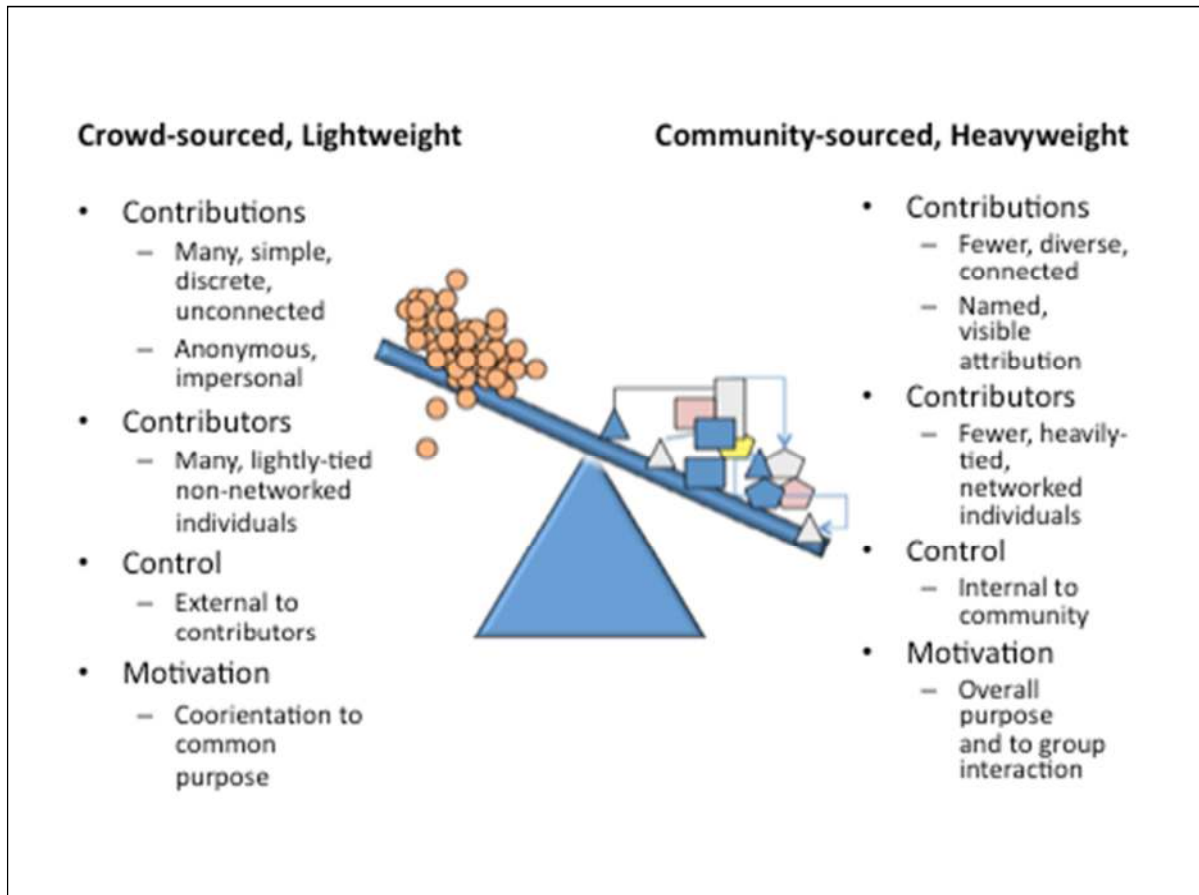 Crowd-sourced, Lightweight
• Contributions
– Many, simple,
discrete,
unconnected
– Anonymous,
impersonal
• Contributors
– Many, lightly-tied
non-networked
individuals
• Control
– External to
contributors
• Motivation
– Coorientation to
common
purpose
Community-sourced, Heavyweight
• Contributions
– Fewer, diverse,
connected
– Named,
visible
attribution
• Contributors
– Fewer, heavily-
tied,
networked
individuals
• Control
– Internal to
community
• Motivation
– Overall
purpose
and to group
interaction